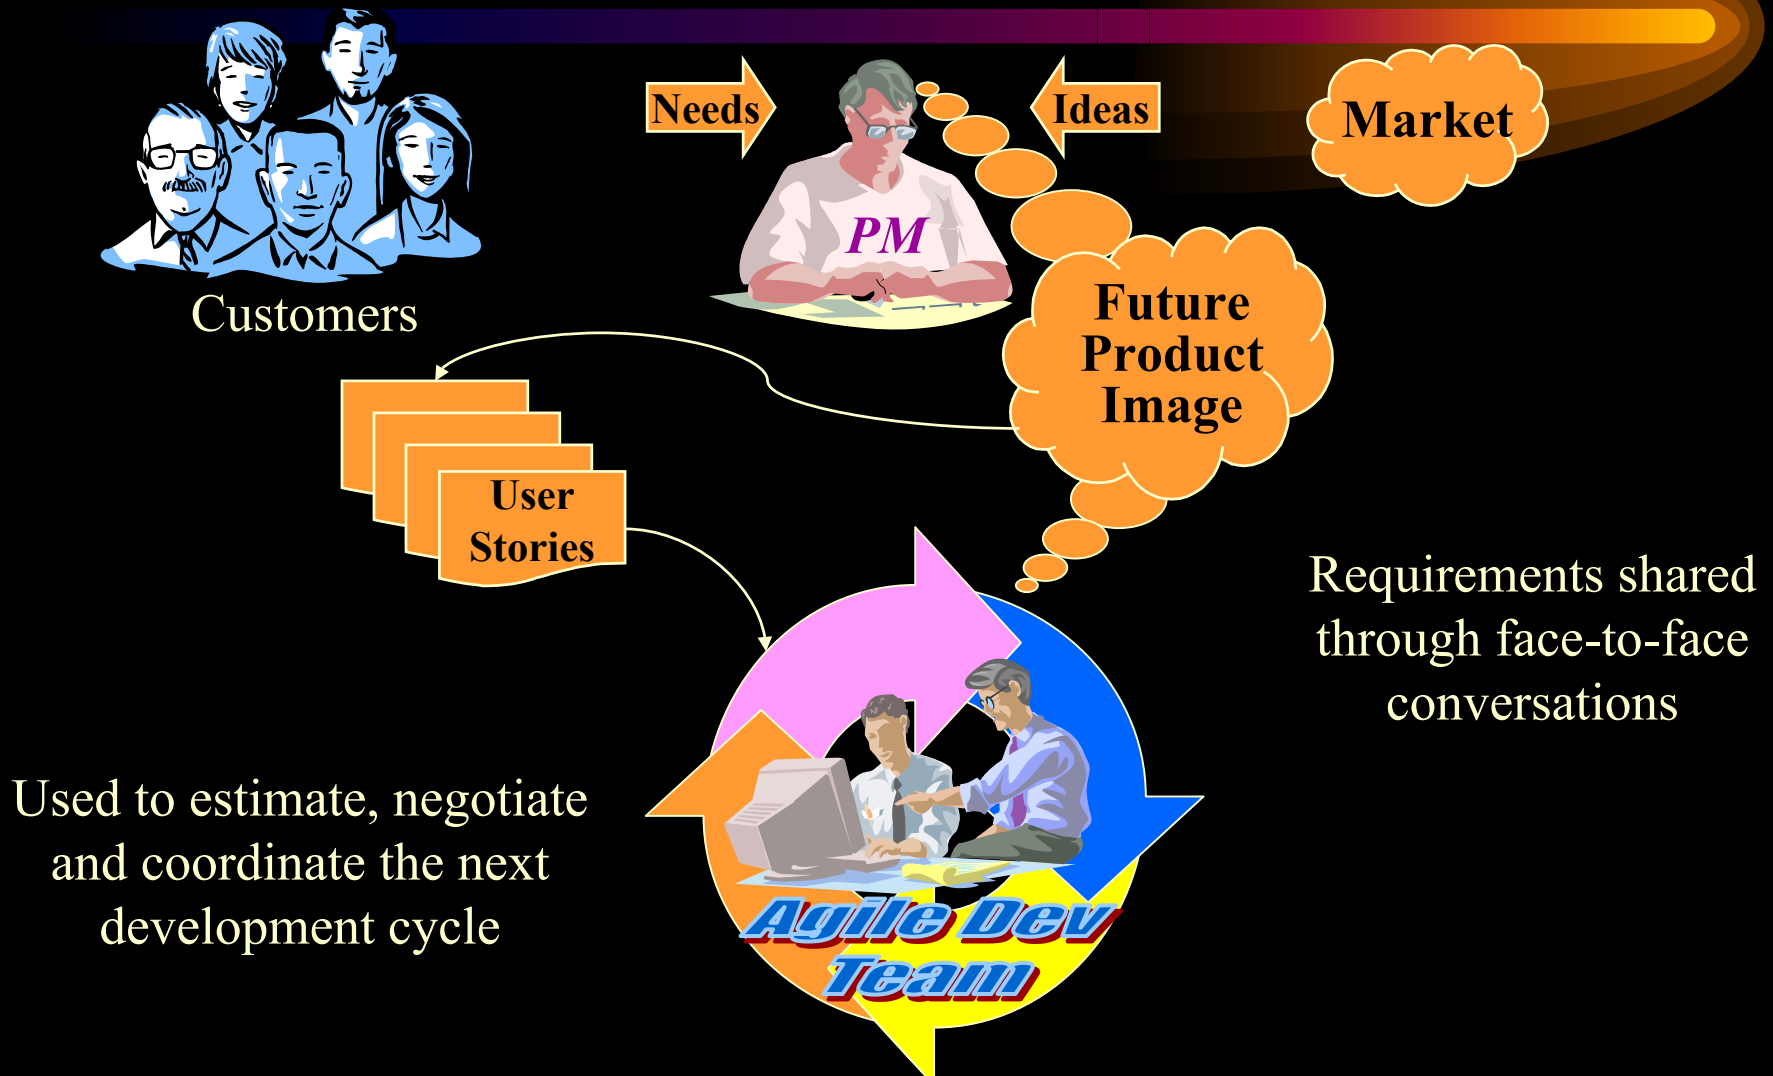 Needs
Ideas
Market
PM
Customers
Future
Product
Image
User
Stories
Requirements shared
through face-to-face
conversations
Used to estimate, negotiate
and coordinate the next
development cycle
Agile Dev
Team